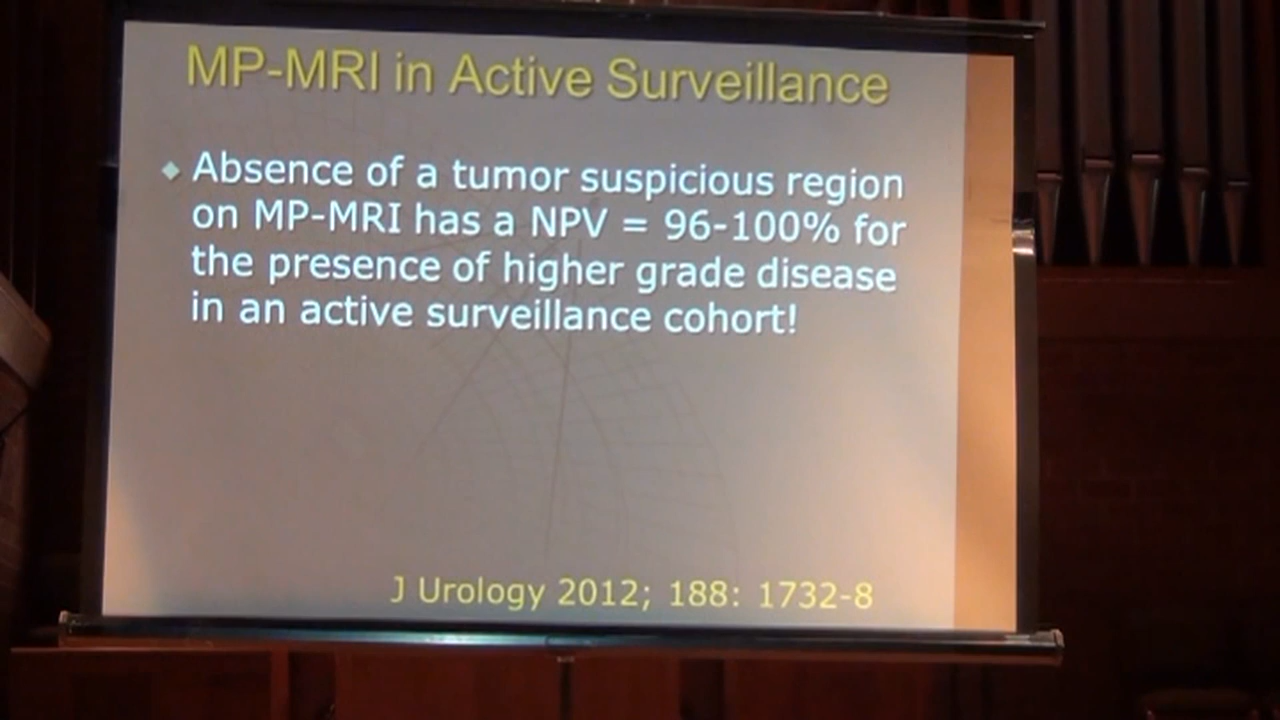 MP-MRI in Active Surveillance
Absence of a tumor suspicious region
on MP-MRI has a NPV = 96-100% for
the presence of higher grade disease
in an active surveillance cohort!
J Urology 2012; 188: 1732-8